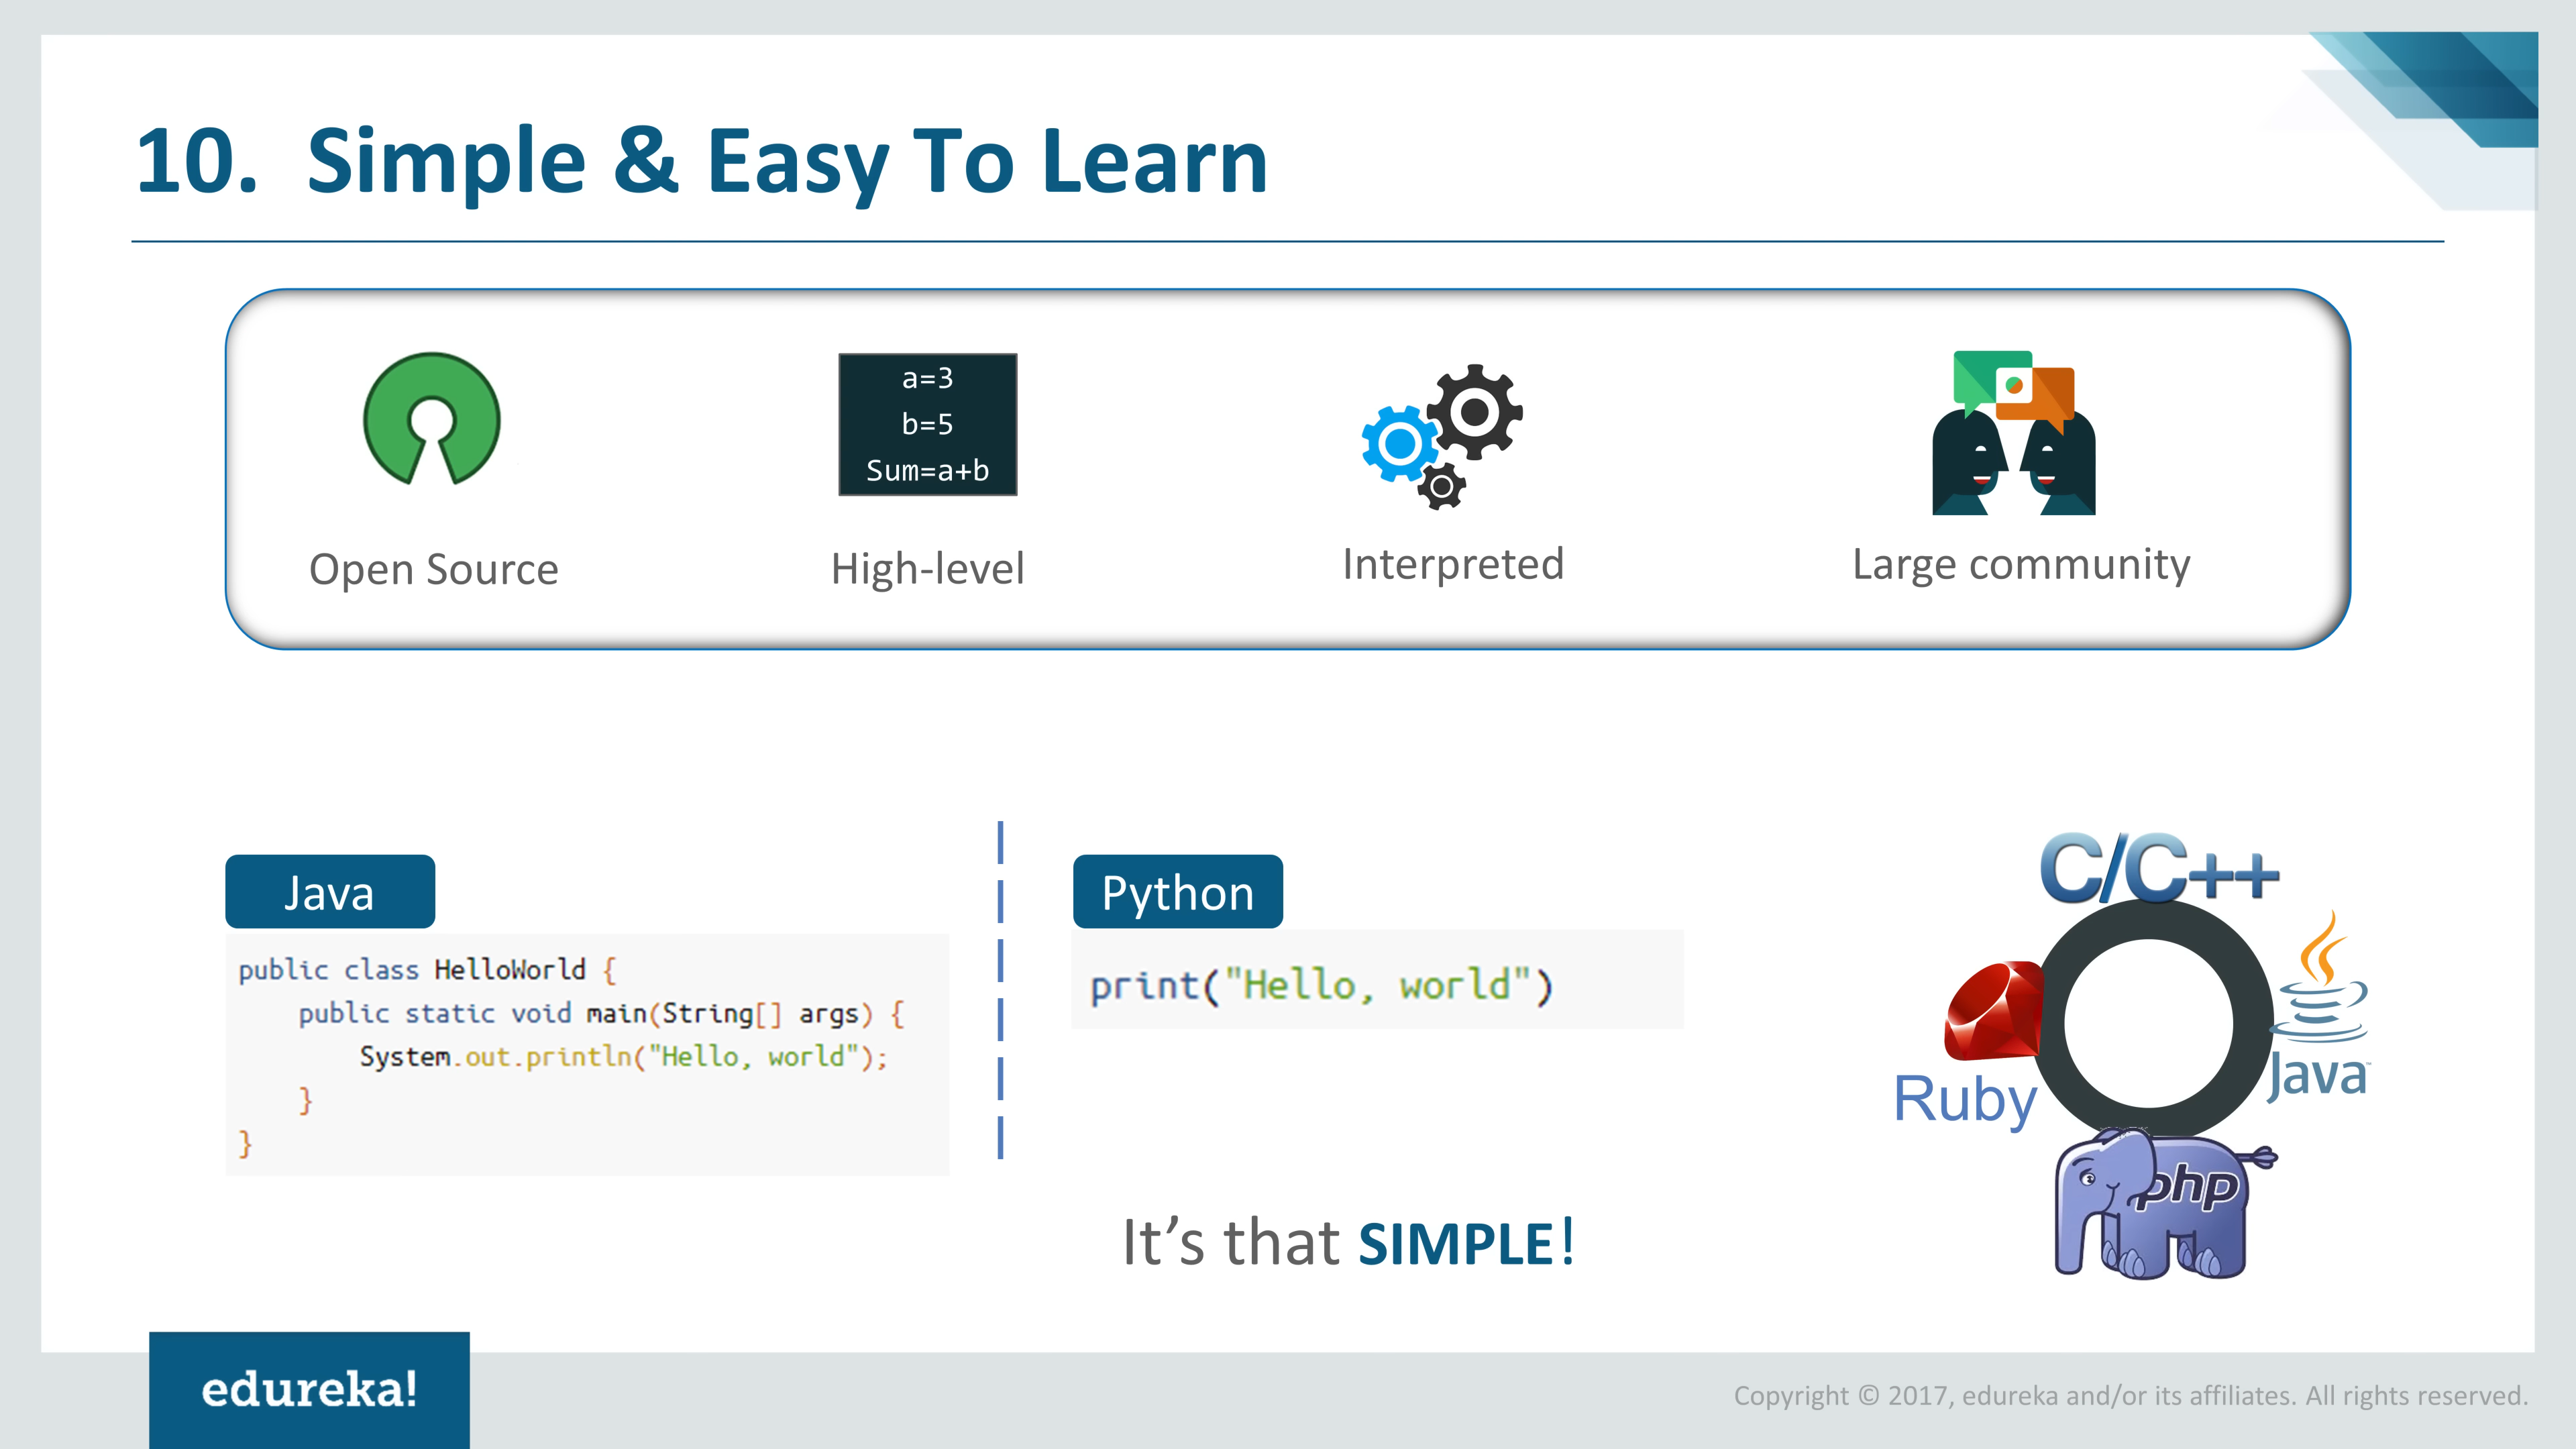 10. Simple & Easy To Learn
a=3
b=5
Sum=a+b
Open Source
High-level
Interpreted
Large community
Java
public class HelloWorld {
    public static void main(String[] args) {
        System.out.println("Hello, world");
    }
}
Python
print("Hello, world")
It’s that SIMPLE!
C/C++
Ruby
Java™
php
edureka!
Copyright © 2017, edureka and/or its affiliates. All rights reserved.